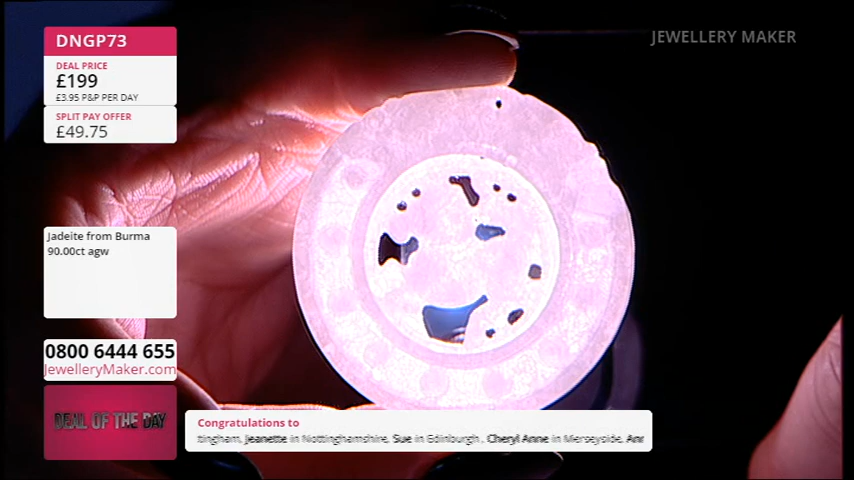 DNGP73
DEAL PRICE
£199
£3.95 P&P PER DAY
SPLIT PAY OFFER
£49.75
JEWELLERY MAKER
Jadeite from Burma
90.00ct agw
0800 6444 655
JewelleryMaker.com
DEAL OF THE DAY
Congratulations to
ttingham, Jeanette in Nottinghamshire, Sue in Edinburgh, Cheryl Anne in Merseyside, Ann